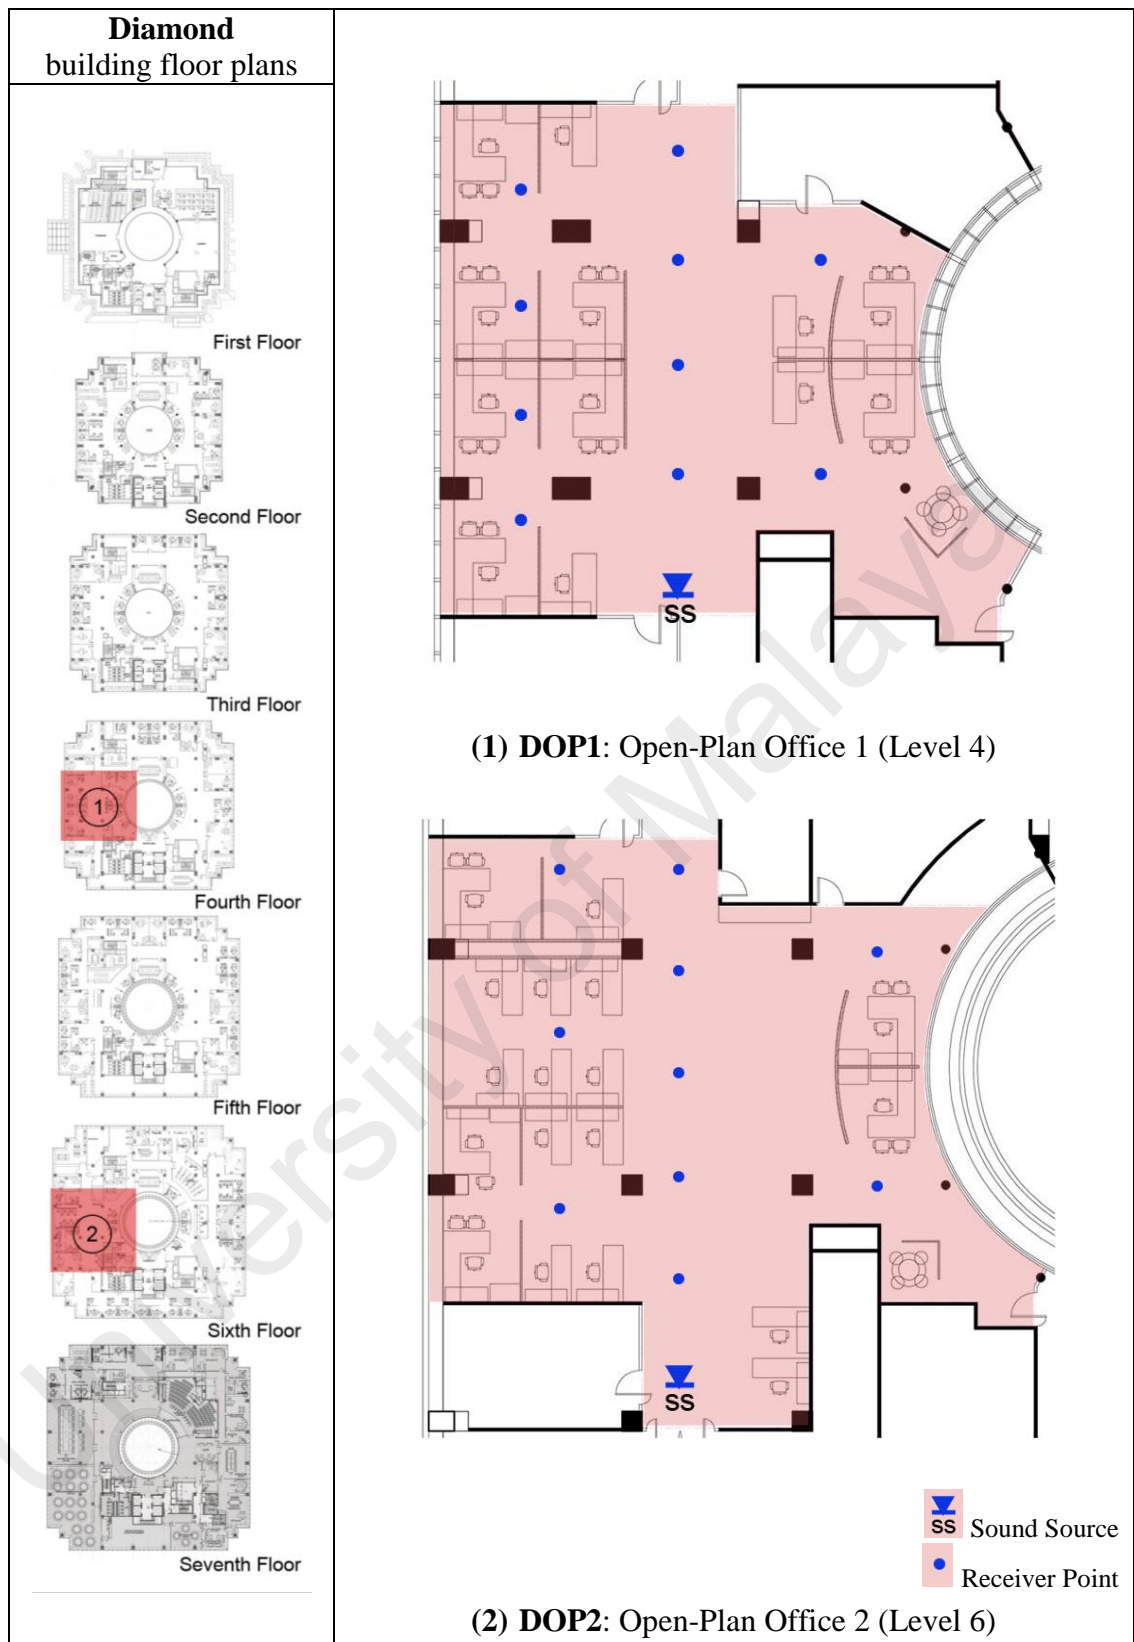 Diamond
building floor plans
First Floor
Second Floor
Third Floor
1
Fourth Floor
Fifth Floor
2
Sixth Floor
Seventh Floor
SS
(1) DOP1: Open-Plan Office 1 (Level 4)
SS
SS Sound Source
Receiver Point
(2) DOP2: Open-Plan Office 2 (Level 6)
University of Malaya